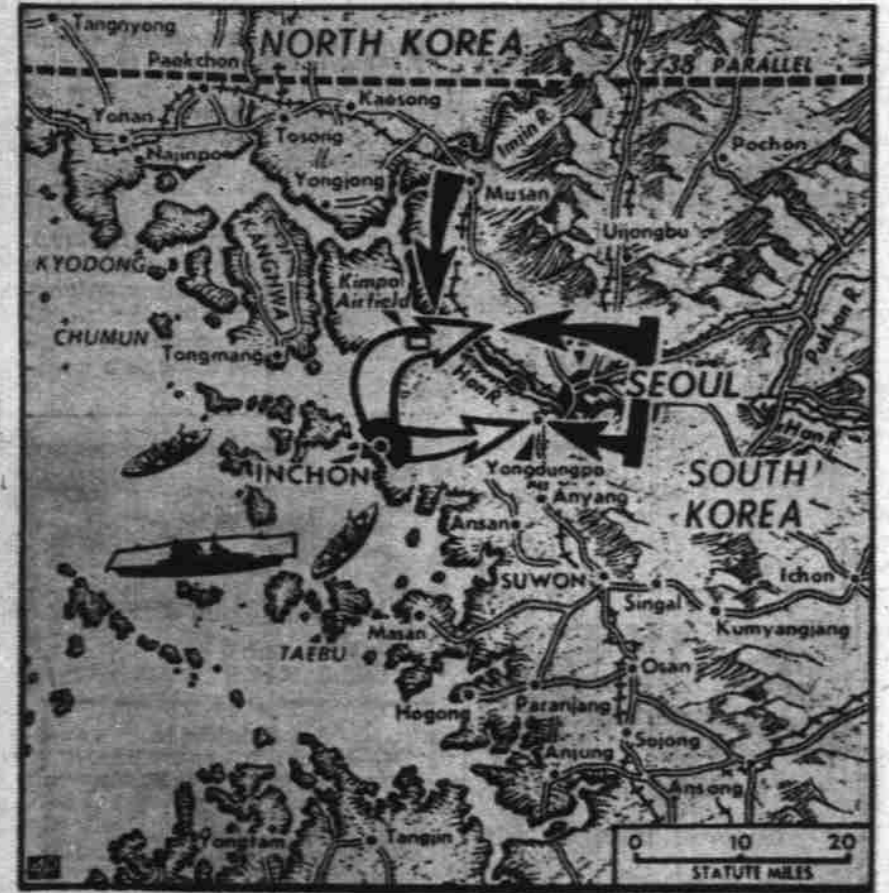 Tangnyong
NORTH KOREA
Paekchon
38 PARALLEL
Kaesong
Yonan
Tosong
Imjin R.
Pochon
Najinpo
Yongjong
Musan
Uijongbu
KANGHWA
KYODONG
Kimpo
Airfield
Pukhan R.
CHUMUN
Tongmang
Han R.
SEOUL
Han R.
INCHON
Yongdungpo
SOUTH
KOREA
Anyang
Ansan
SUWON
Ichon
Singal
Masan
Kumyangjang
TAEBU
Osan
Hogong
Paranjang
Sojong
Anjung
Ansong
Tangjin
0 10 20
STATUTE MILES